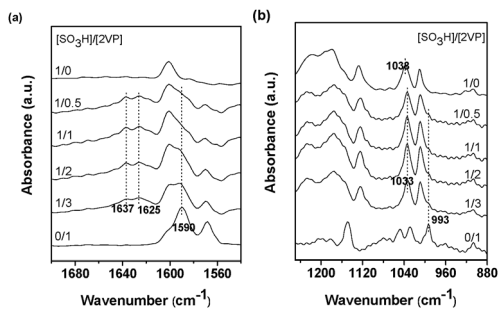 (a)
[SO3H]/[2VP]
1/0
1/0.5
1/1
1/2
1/3
0/1
1637 1625
1590
Absorbance (a.u.)
1680 1640 1600 1560
Wavenumber (cm-1)
(b)
[SO3H]/[2VP]
1038
1/0
1/0.5
1/1
1/2
1033
1/3
993
0/1
Absorbance (a.u.)
1200 1120 1040 960 880
Wavenumber (cm-1)